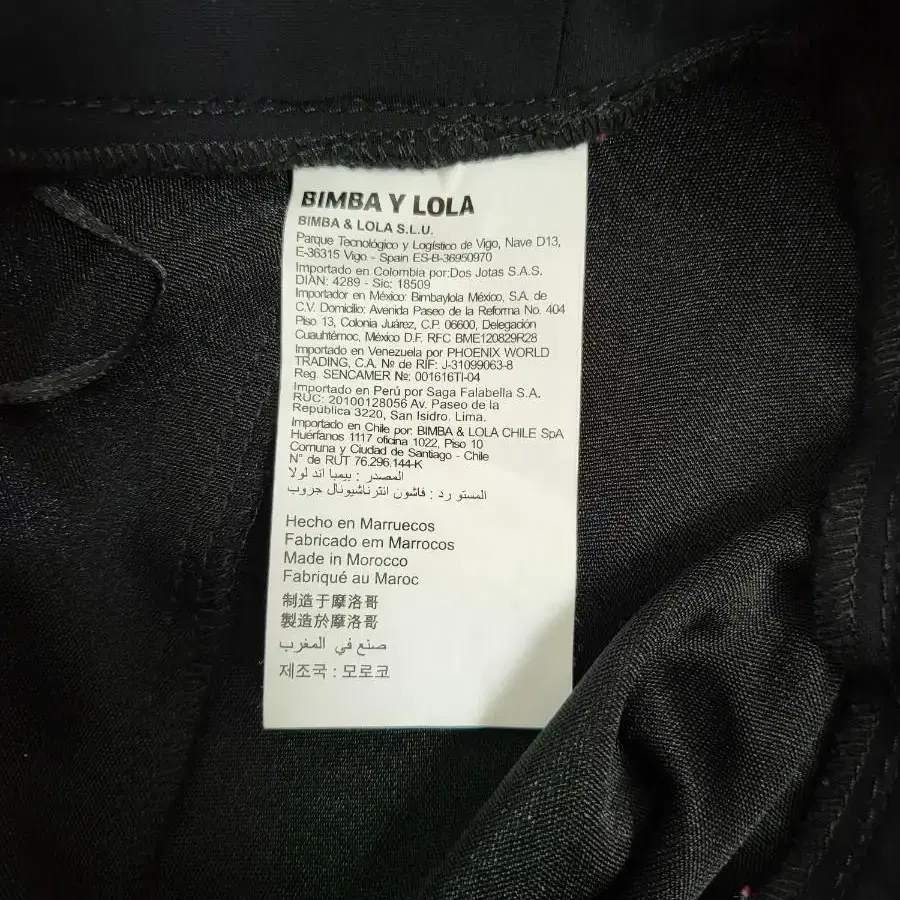 BIMBA Y LOLA
BIMBA & LOLA S.L.U.
Parque Tecnológico y Logístico de Vigo, Nave D13,
E-36315 Vigo - Spain ES-B-36950970
Importado en Colombia por:Dos Jotas S.A.S.
DIAN: 4289 - Sic: 18509
Importador en México: Bimbaylola México, S.A. de
C.V. Domicilio: Avenida Paseo de la Reforma No. 404
Piso 13, Colonia Juárez, C.P. 06600, Delegación
Cuauhtémoc, México D.F. RFC BME120829R28
Importado en Venezuela por PHOENIX WORLD
TRADING, C.A. Nº de RIF: J-31099063-8
Reg. SENCAMER Nº: 001616TI-04
Importado en Perú por Saga Falabella S.A.
RUC: 20100128056 Av. Paseo de la
República 3220, San Isidro. Lima.
Importado en Chile por: BIMBA & LOLA CHILE SpA
Huérfanos 1117 oficina 1022, Piso 10
Comuna y Ciudad de Santiago - Chile
N° de RUT 76.296.144-K
المصدر : بيمبا اند لولا
المستو رد : فاشون انترناشيونال جروب
Hecho en Marruecos
Fabricado em Marrocos
Made in Morocco
Fabriqué au Maroc
制造于摩洛哥
製造於摩洛哥
صنع في المغرب
제조국 : 모로코